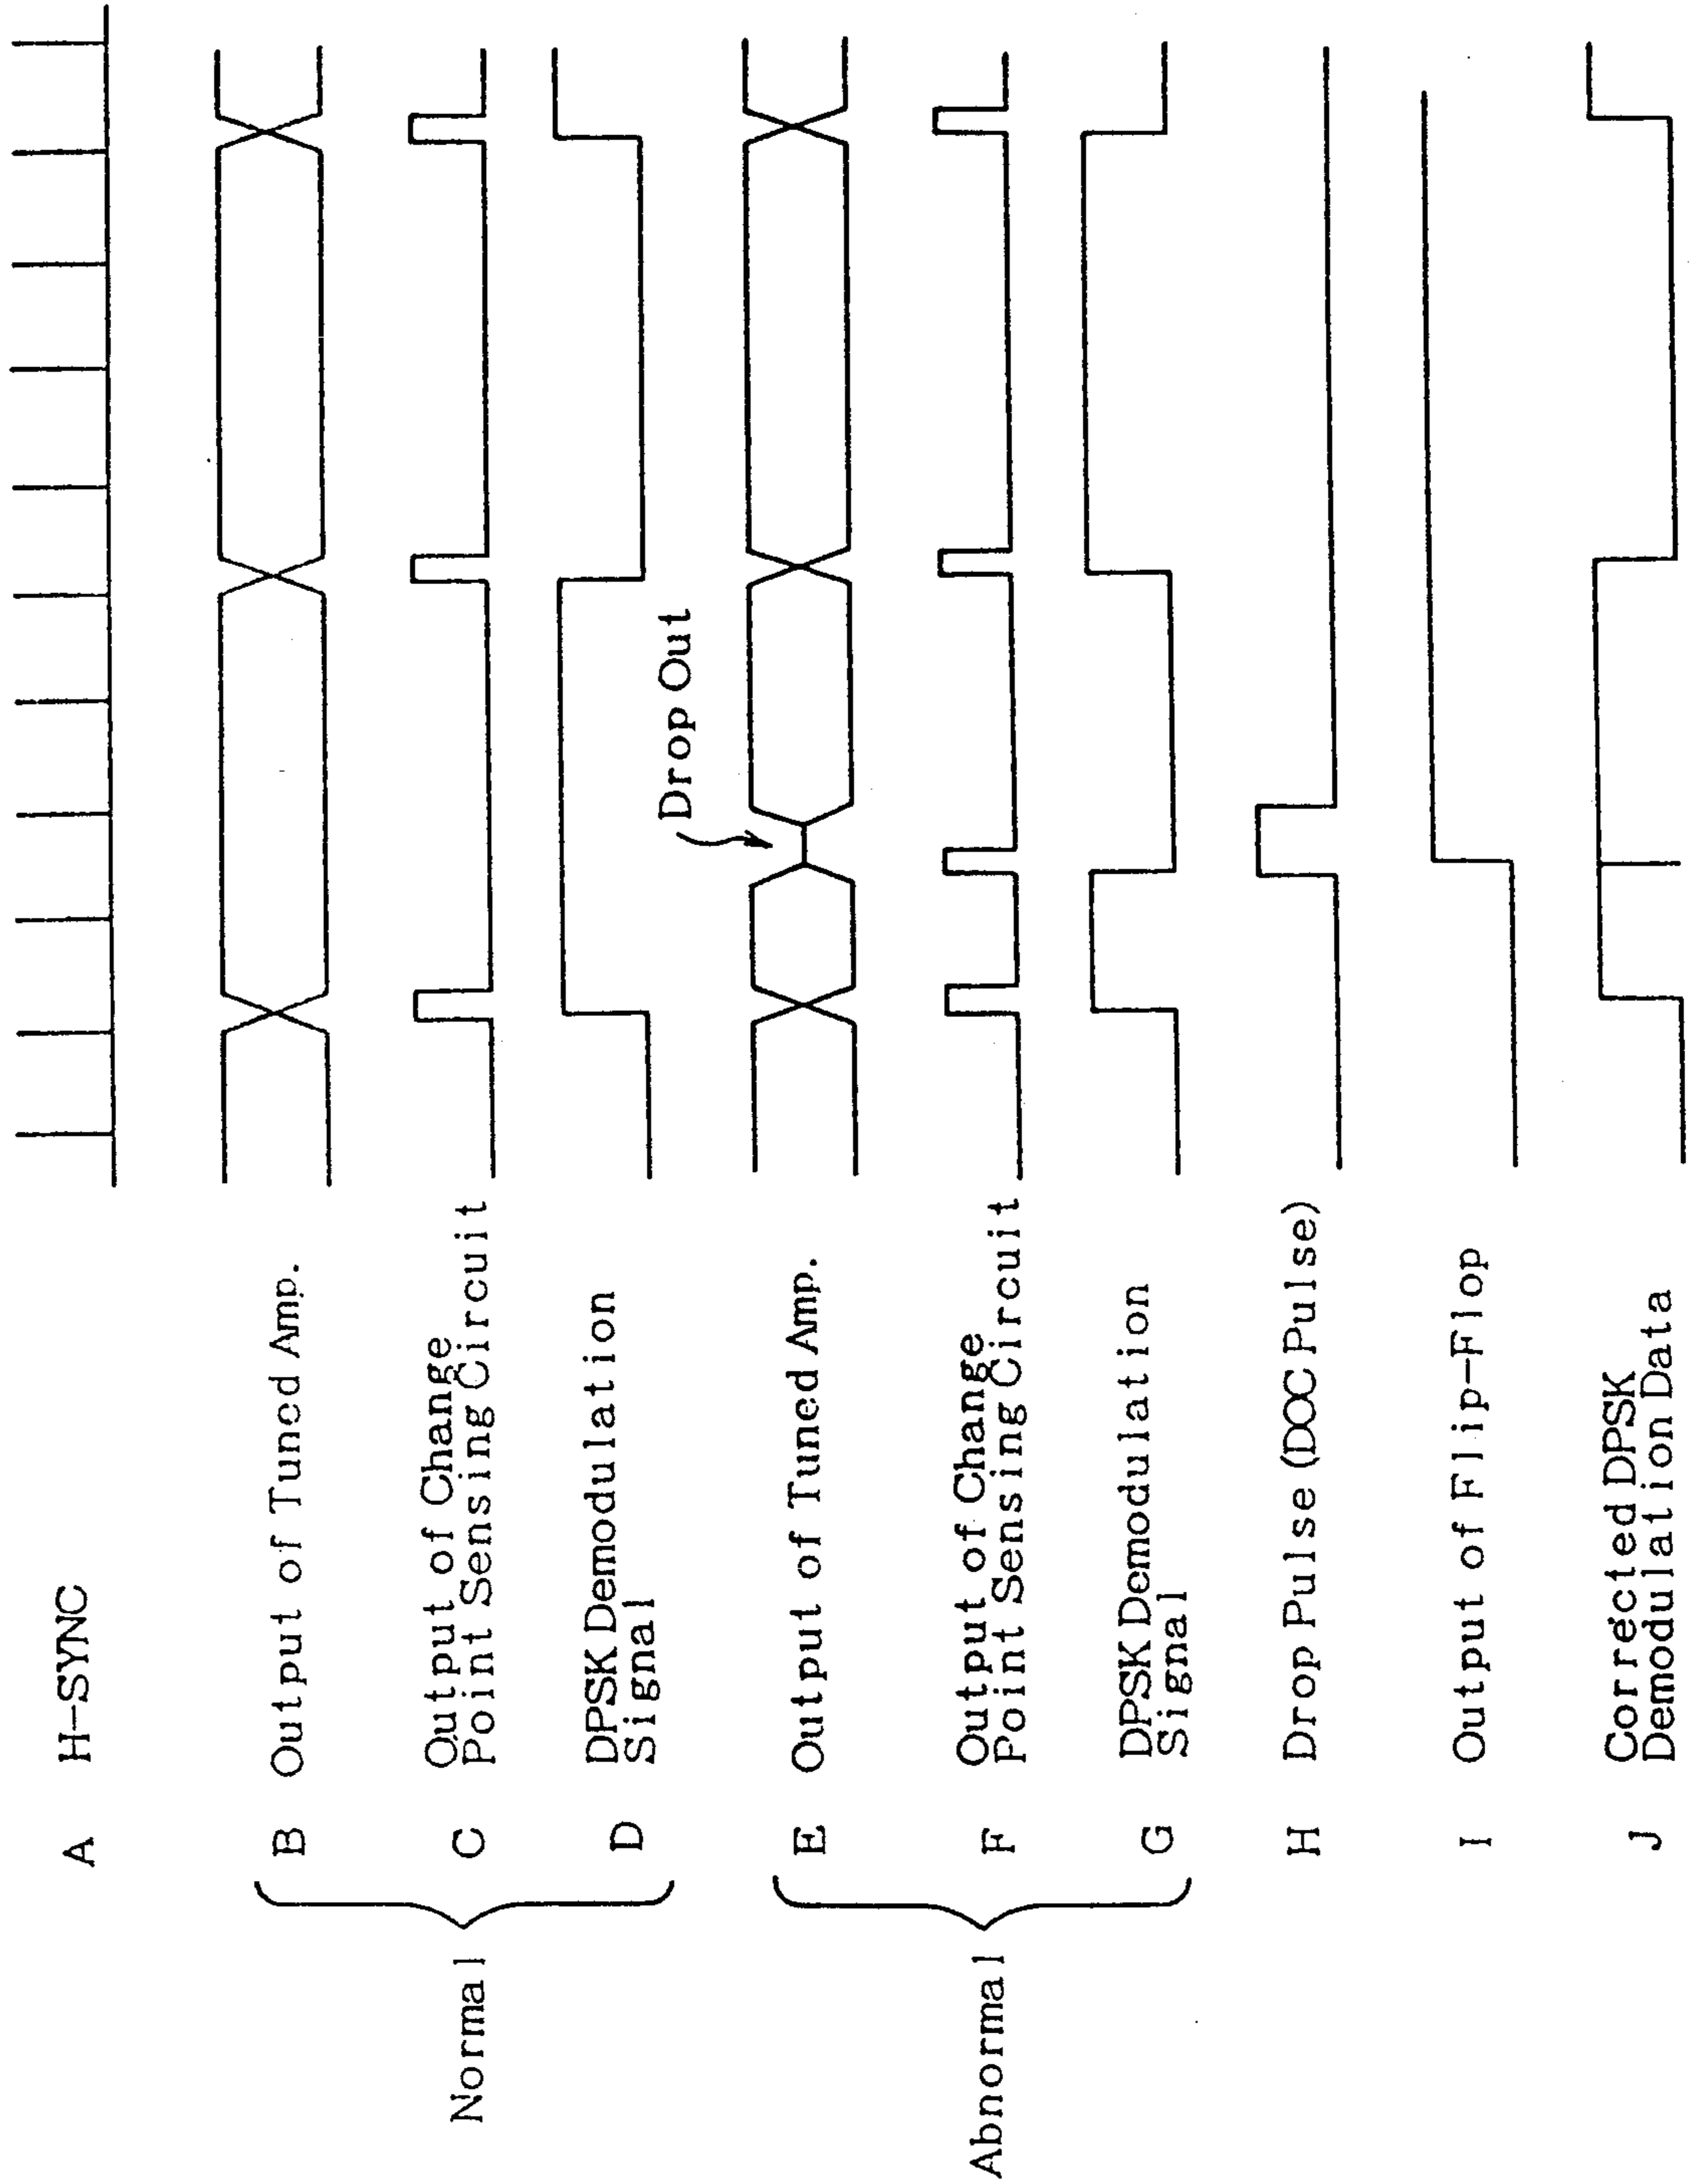 A H-SYNC
Normal
B Output of Tuned Amp.
C Output of Change
Point Sensing Circuit
D DPSK Demodulation
Signal
Drop Out
Abnormal
E Output of Tuned Amp.
F Output of Change
Point Sensing Circuit
G DPSK Demodulation
Signal
H Drop Pulse (DOC Pulse)
I Output of Flip-Flop
J Corrected DPSK
Demodulation Data